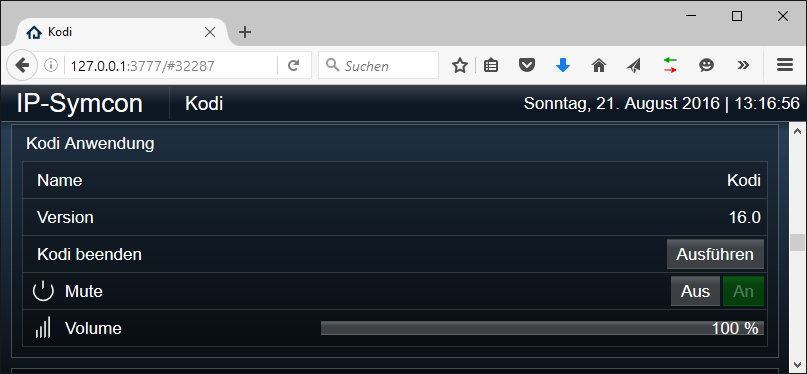 Kodi
127.0.0.1:3777/#32287
Suchen
IP-Symcon Kodi Sonntag, 21. August 2016 | 13:16:56
Kodi Anwendung
Name Kodi
Version 16.0
Kodi beenden Ausführen
Mute Aus An
Volume 100 %